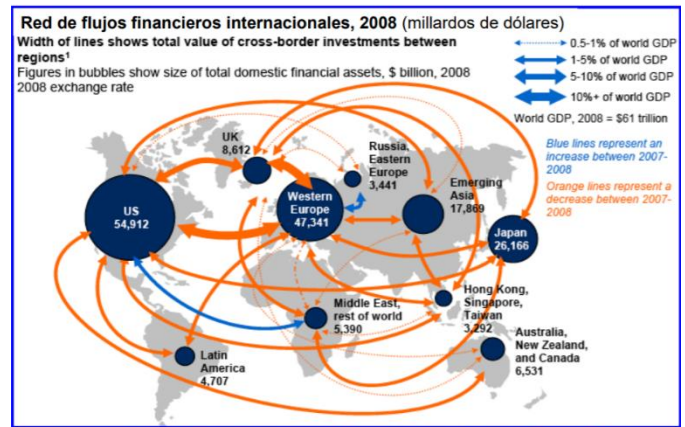 Red de flujos financieros internacionales, 2008 (millardos de dólares)
Width of lines shows total value of cross-border investments between
regions¹
Figures in bubbles show size of total domestic financial assets, $ billion, 2008
2008 exchange rate
0.5-1% of world GDP
1-5% of world GDP
5-10% of world GDP
10%+ of world GDP
World GDP, 2008 = $61 trillion
Blue lines represent an
increase between 2007-
2008
Orange lines represent a
decrease between 2007-
2008
UK
8,612
Russia,
Eastern
Europe
3,441
US
54,912
Western
Europe
47,341
Emerging
Asia
17,869
Japan
26,166
Middle East,
rest of world
5,390
Hong Kong,
Singapore,
Taiwan
3,292
Latin
America
4,707
Australia,
New Zealand,
and Canada
6,531